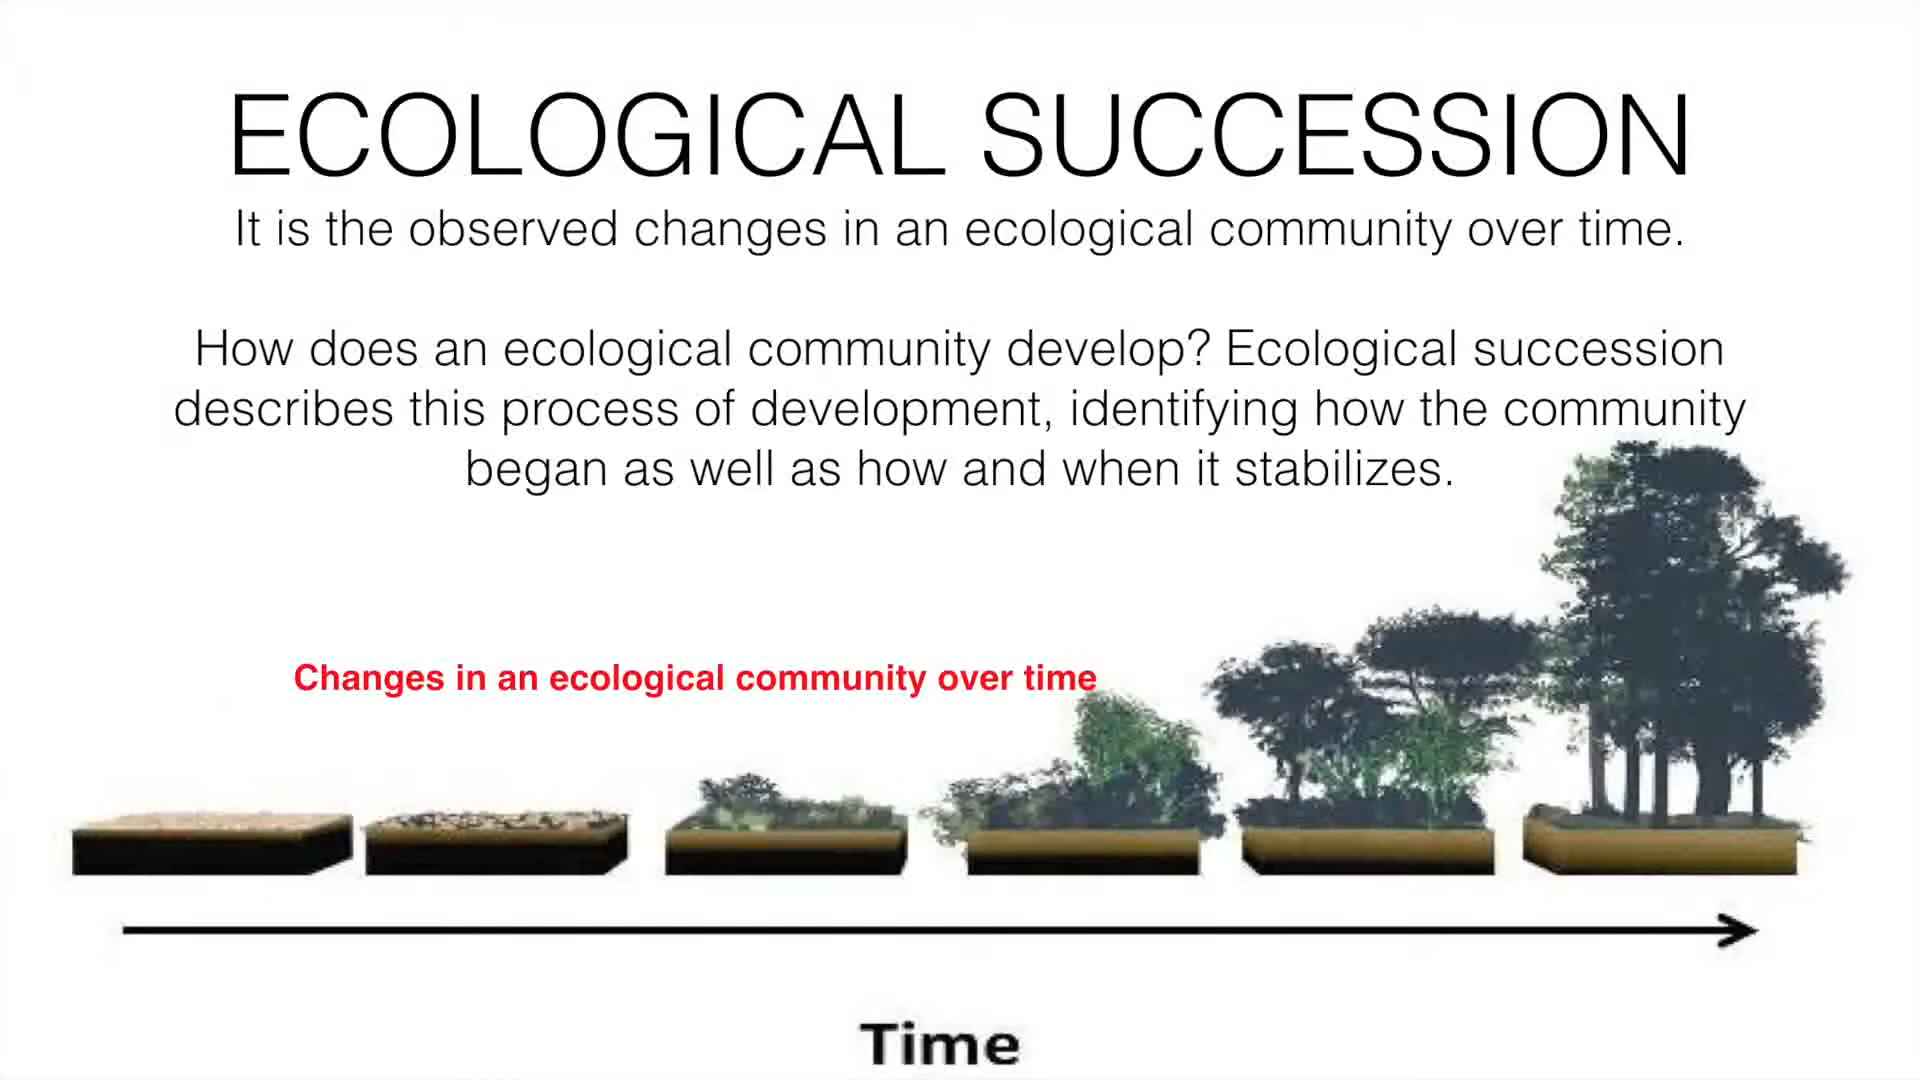 ECOLOGICAL SUCCESSION
It is the observed changes in an ecological community over time.
How does an ecological community develop? Ecological succession
describes this process of development, identifying how the community
began as well as how and when it stabilizes.
Changes in an ecological community over time
Time